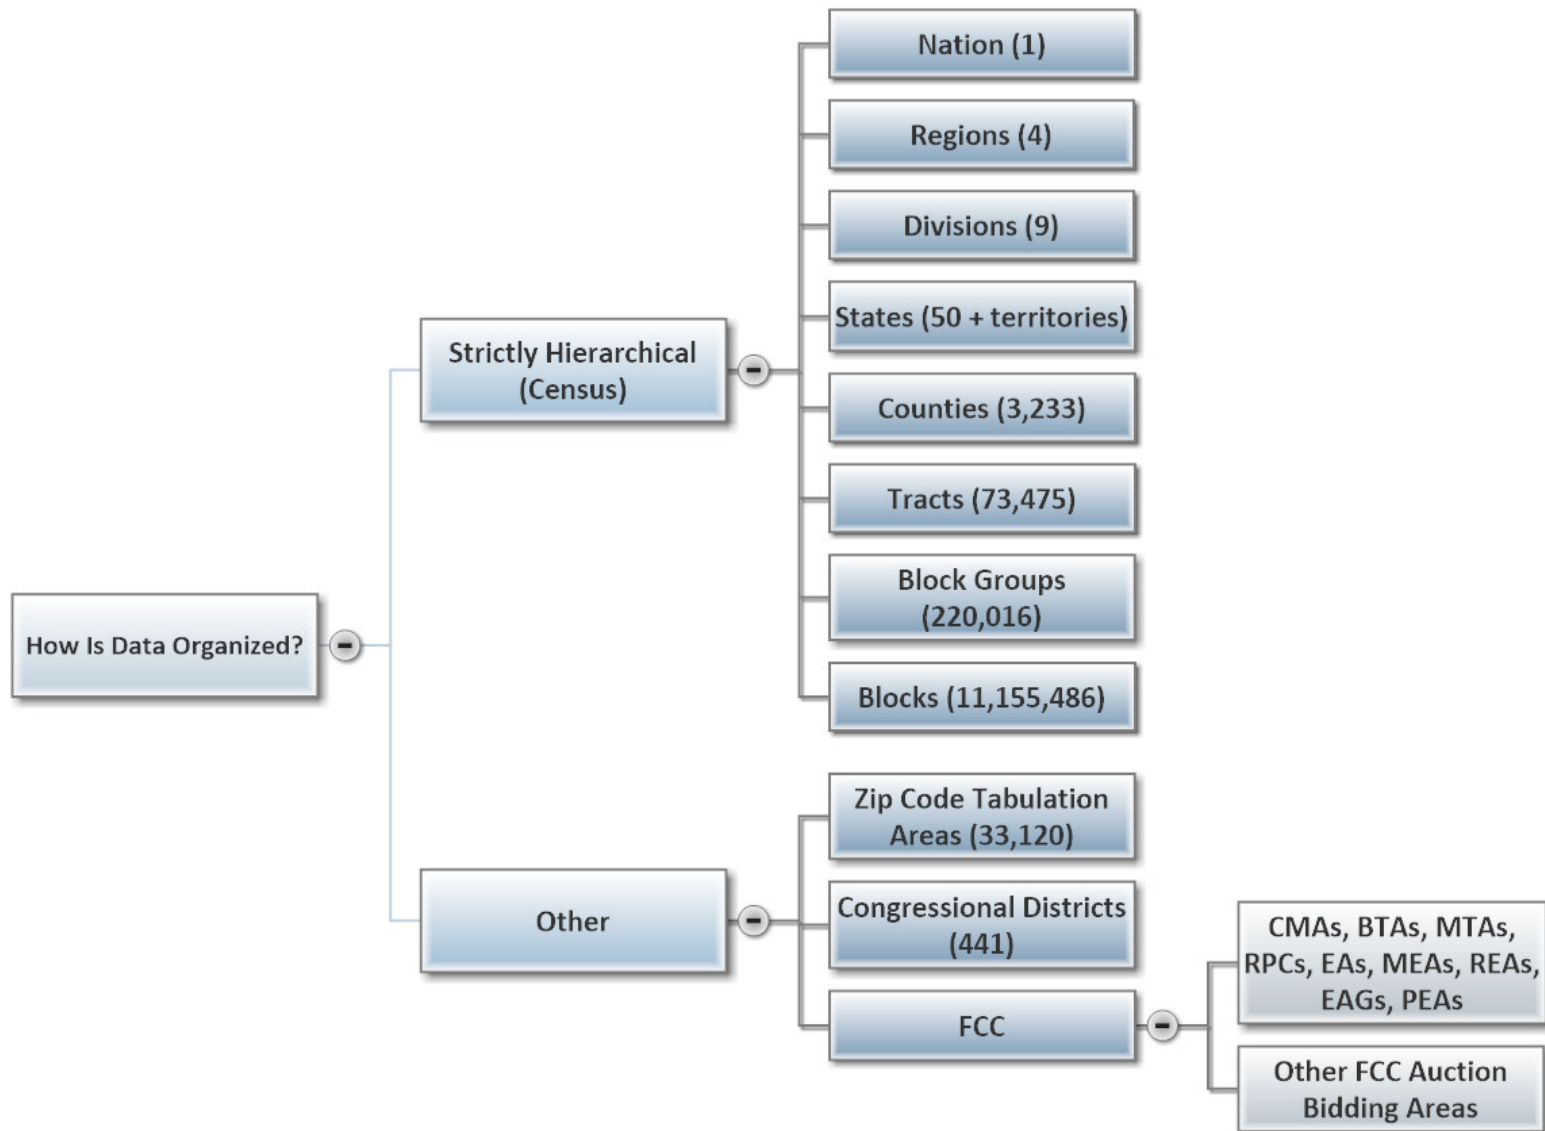 How Is Data Organized?
Strictly Hierarchical
(Census)
Nation (1)
Regions (4)
Divisions (9)
States (50 + territories)
Counties (3,233)
Tracts (73,475)
Block Groups
(220,016)
Blocks (11,155,486)
Other
Zip Code Tabulation
Areas (33,120)
Congressional Districts
(441)
FCC
CMAs, BTAs, MTAs,
RPCs, EAs, MEAs, REAs,
EAGs, PEAs
Other FCC Auction
Bidding Areas